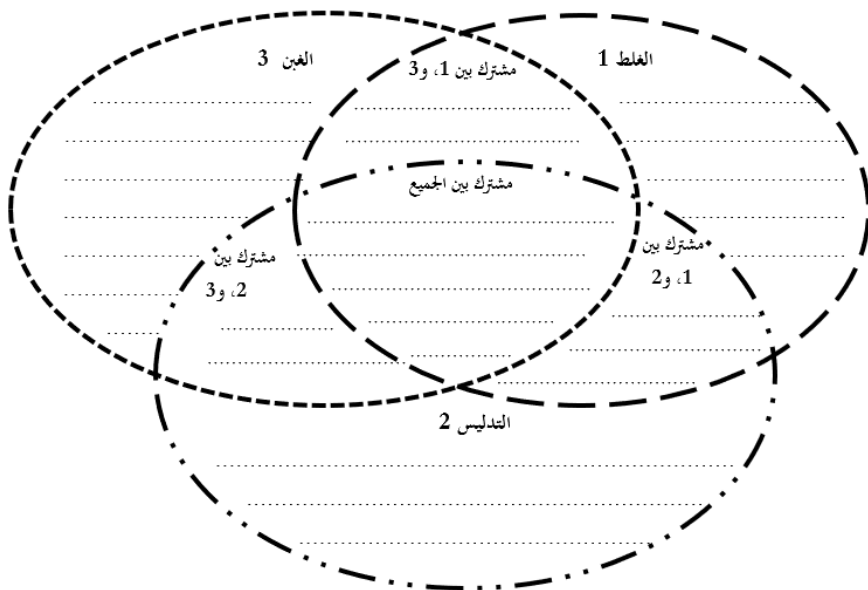 الغلط 1
الغبن 3
مشترك بين 1، و3
مشترك بين الجميع
مشترك بين
1، و2
مشترك بين
2، و3
التدليس 2